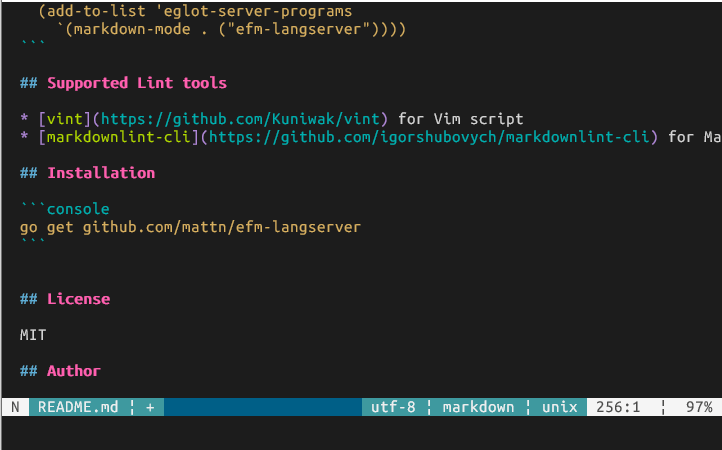 (add-to-list 'eglot-server-programs
`(markdown-mode . ("efm-langserver"))))
```
## Supported Lint tools
* [vint](https://github.com/Kuniwak/vint) for Vim script
* [markdownlint-cli](https://github.com/igorshubovych/markdownlint-cli) for Ma
## Installation
```console
go get github.com/mattn/efm-langserver
```
## License
MIT
## Author
N README.md ¦ + utf-8 ¦ markdown ¦ unix 256:1 ¦ 97%